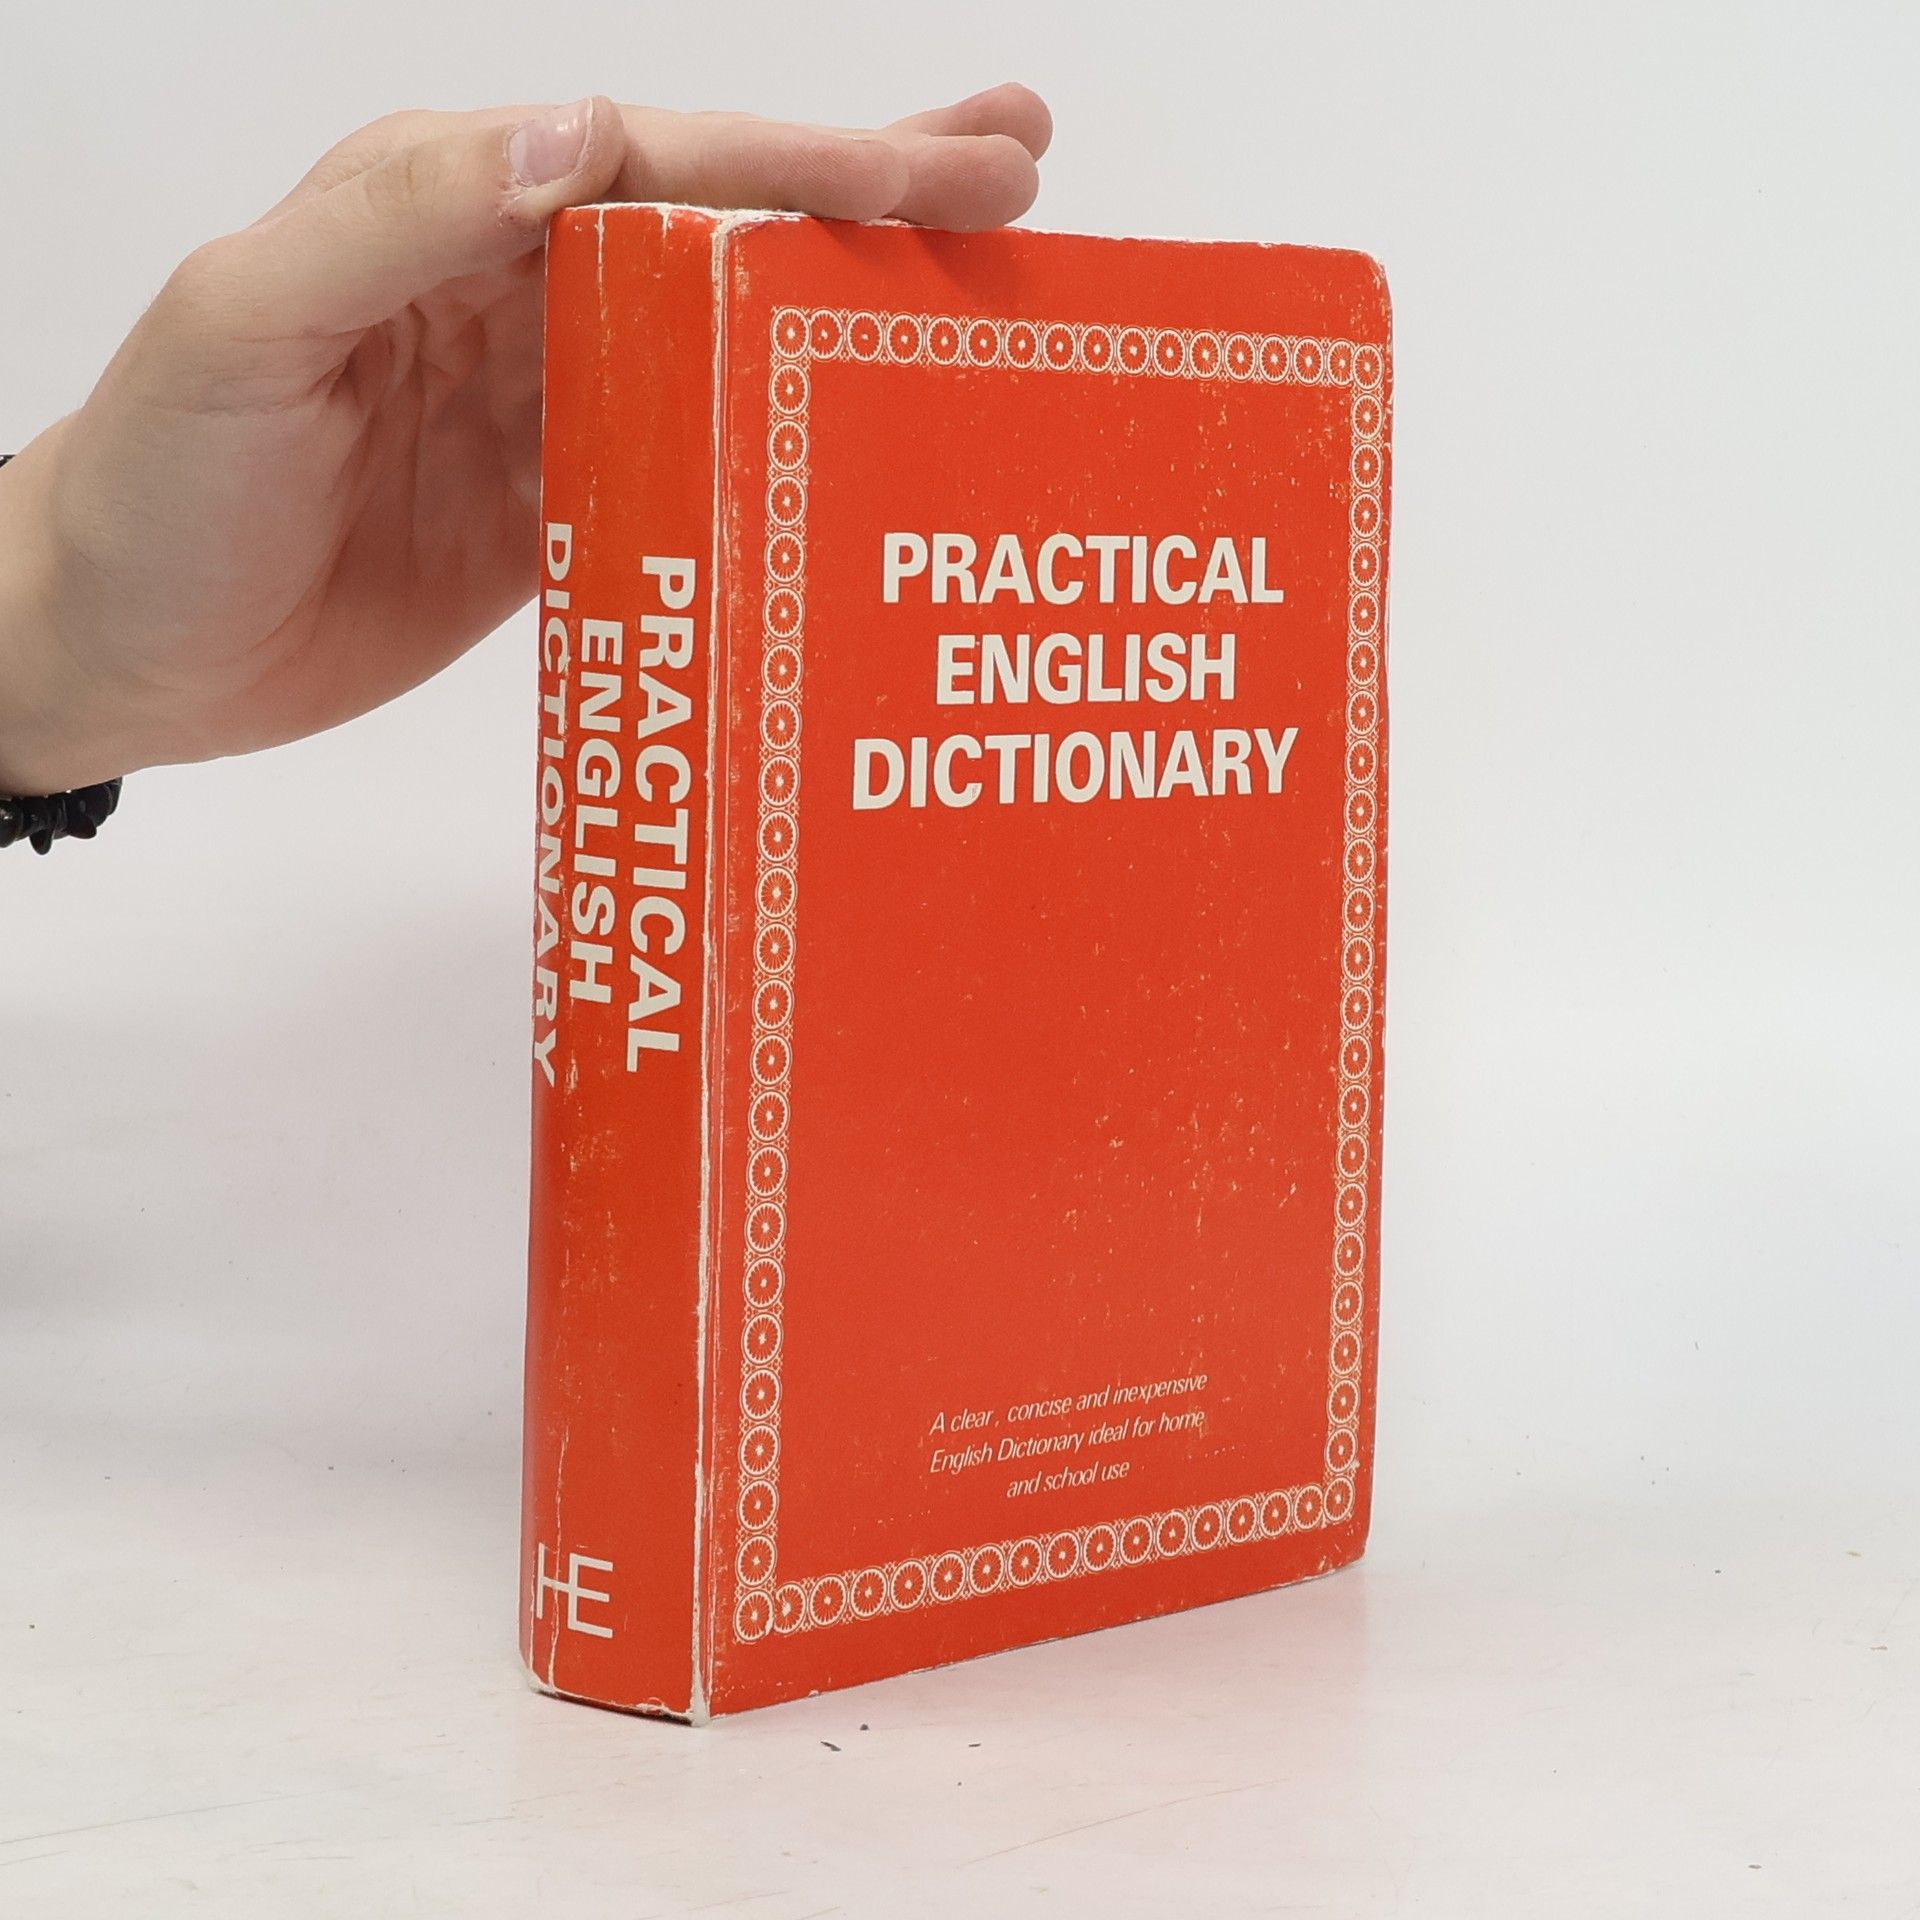 PRACTICAL
ENGLISH
DICTIONARY
HE
PRACTICAL
ENGLISH
DICTIONARY
A clear, concise and inexpensive
English Dictionary ideal for home
and school use